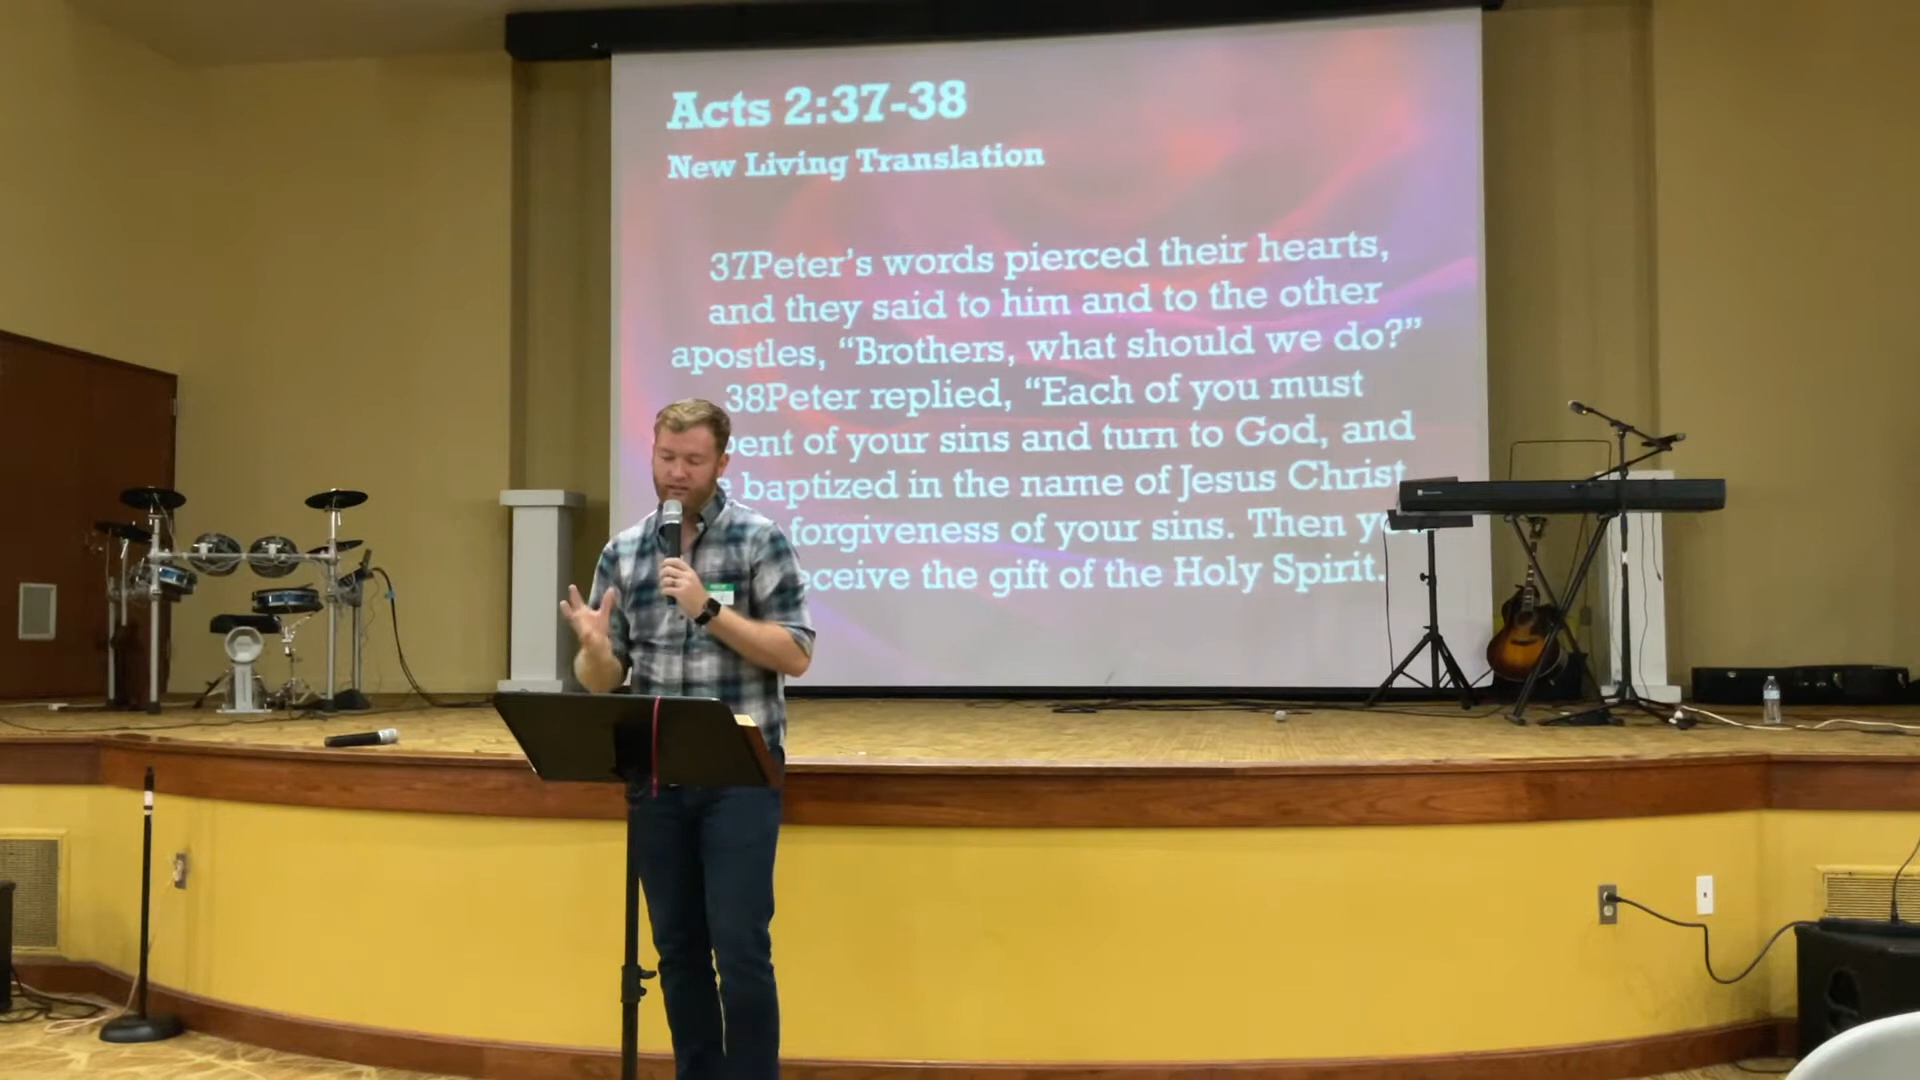 Acts 2:37-38
New Living Translation
37Peter's words pierced their hearts,
and they said to him and to the other
apostles, “Brothers, what should we do?”
38Peter replied, “Each of you must
of your sins and turn to God, and
baptized in the name of Jesus Christ
forgiveness of your sins. Then
the gift of the Holy Spirit.